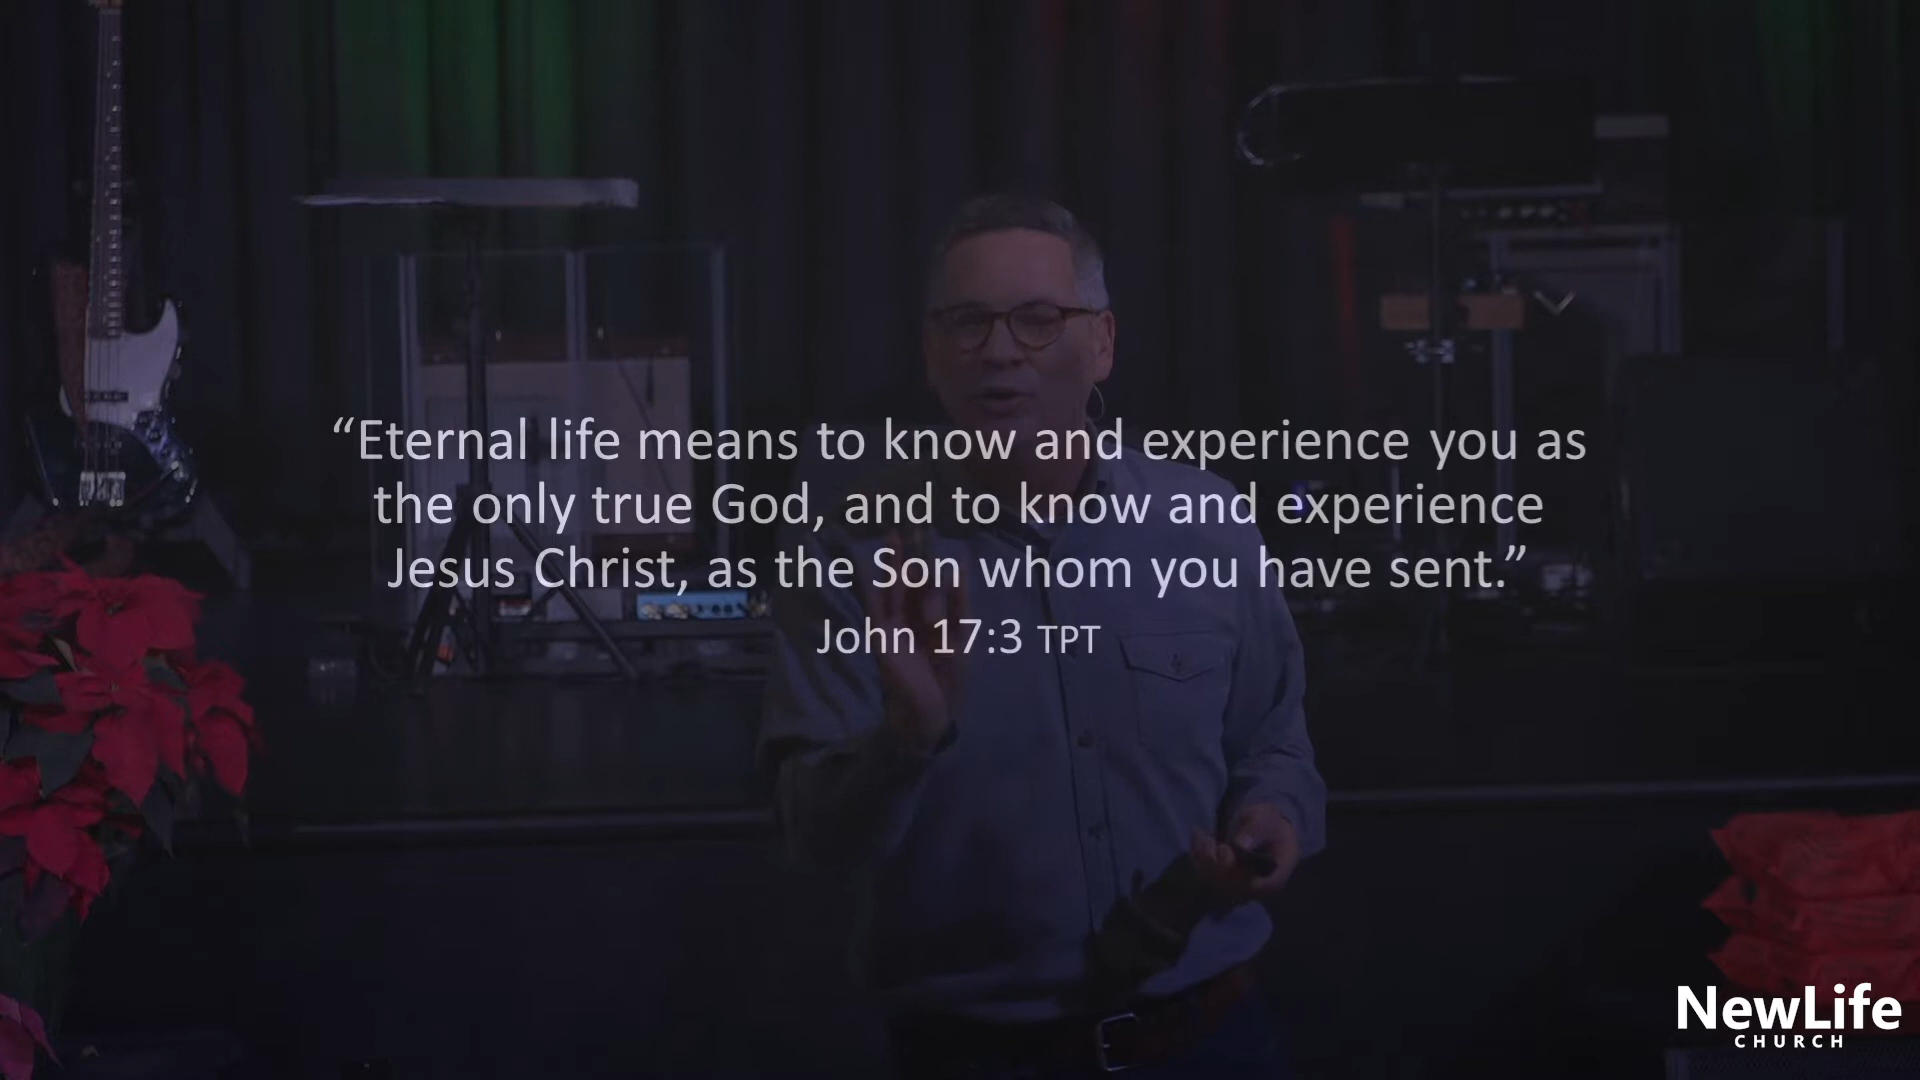 “Eternal life means to know and experience you as
the only true God, and to know and experience
Jesus Christ, as the Son whom you have sent.”
John 17:3 TPT
NewLife
CHURCH